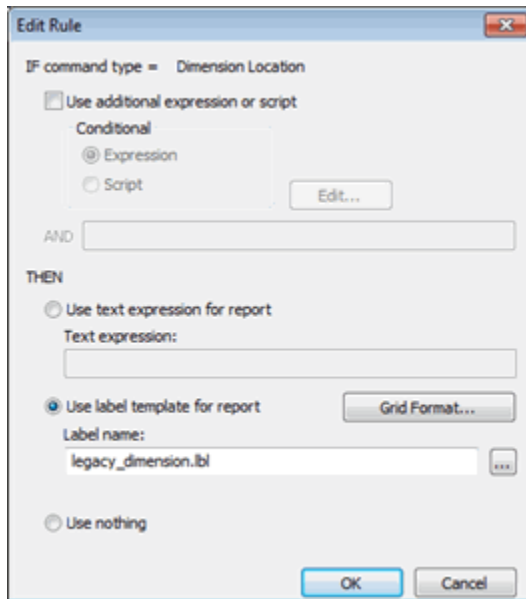 Edit Rule
IF command type = Dimension Location
Use additional expression or script
Conditional
Expression
Script
Edit...
AND
THEN
Use text expression for report
Text expression:
Use label template for report
Grid Format...
Label name:
legacy_dimension.lbl
...
Use nothing
OK
Cancel